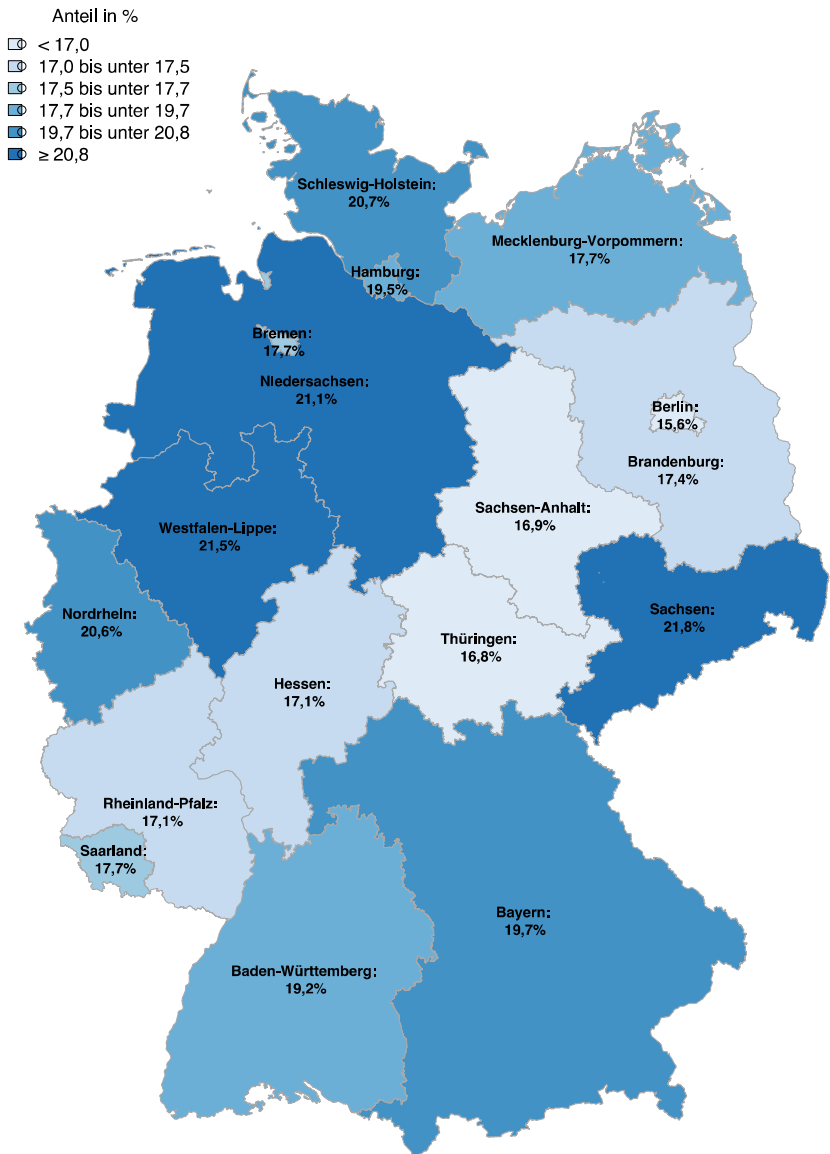 Anteil in %
< 17,0
17,0 bis unter 17,5
17,5 bis unter 17,7
17,7 bis unter 19,7
19,7 bis unter 20,8
≥ 20,8
Schleswig-Holstein:
20,7%
Mecklenburg-Vorpommern:
17,7%
Hamburg:
19,5%
Bremen:
17,7%
Niedersachsen:
21,1%
Berlin:
15,6%
Brandenburg:
17,4%
Sachsen-Anhalt:
16,9%
Westfalen-Lippe:
21,5%
Nordrhein:
20,6%
Sachsen:
21,8%
Thüringen:
16,8%
Hessen:
17,1%
Rheinland-Pfalz:
17,1%
Saarland:
17,7%
Bayern:
19,7%
Baden-Württemberg:
19,2%